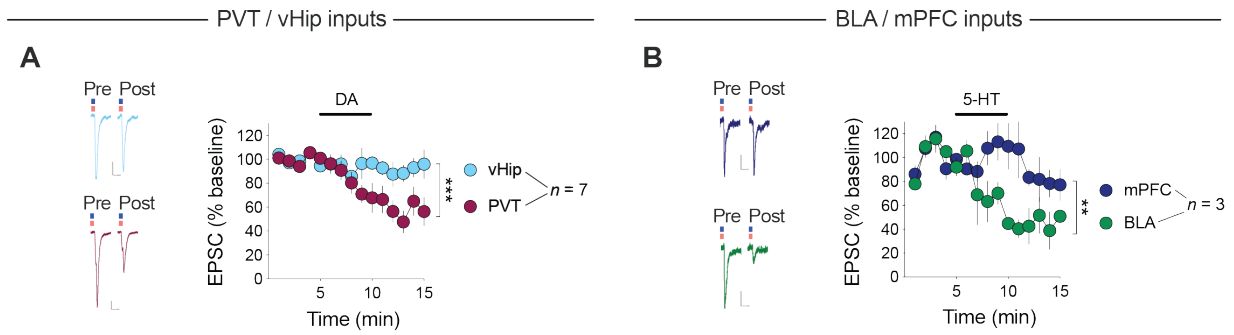 PVT / vHip inputs
BLA / mPFC inputs
A
Pre Post
Pre Post
DA
EPSC (% baseline)
120
100
80
60
40
20
0
5 10 15
Time (min)
vHip
PVT
***
n = 7
B
Pre Post
Pre Post
5-HT
EPSC (% baseline)
120
100
80
60
40
20
0
5 10 15
Time (min)
mPFC
BLA
**
n = 3